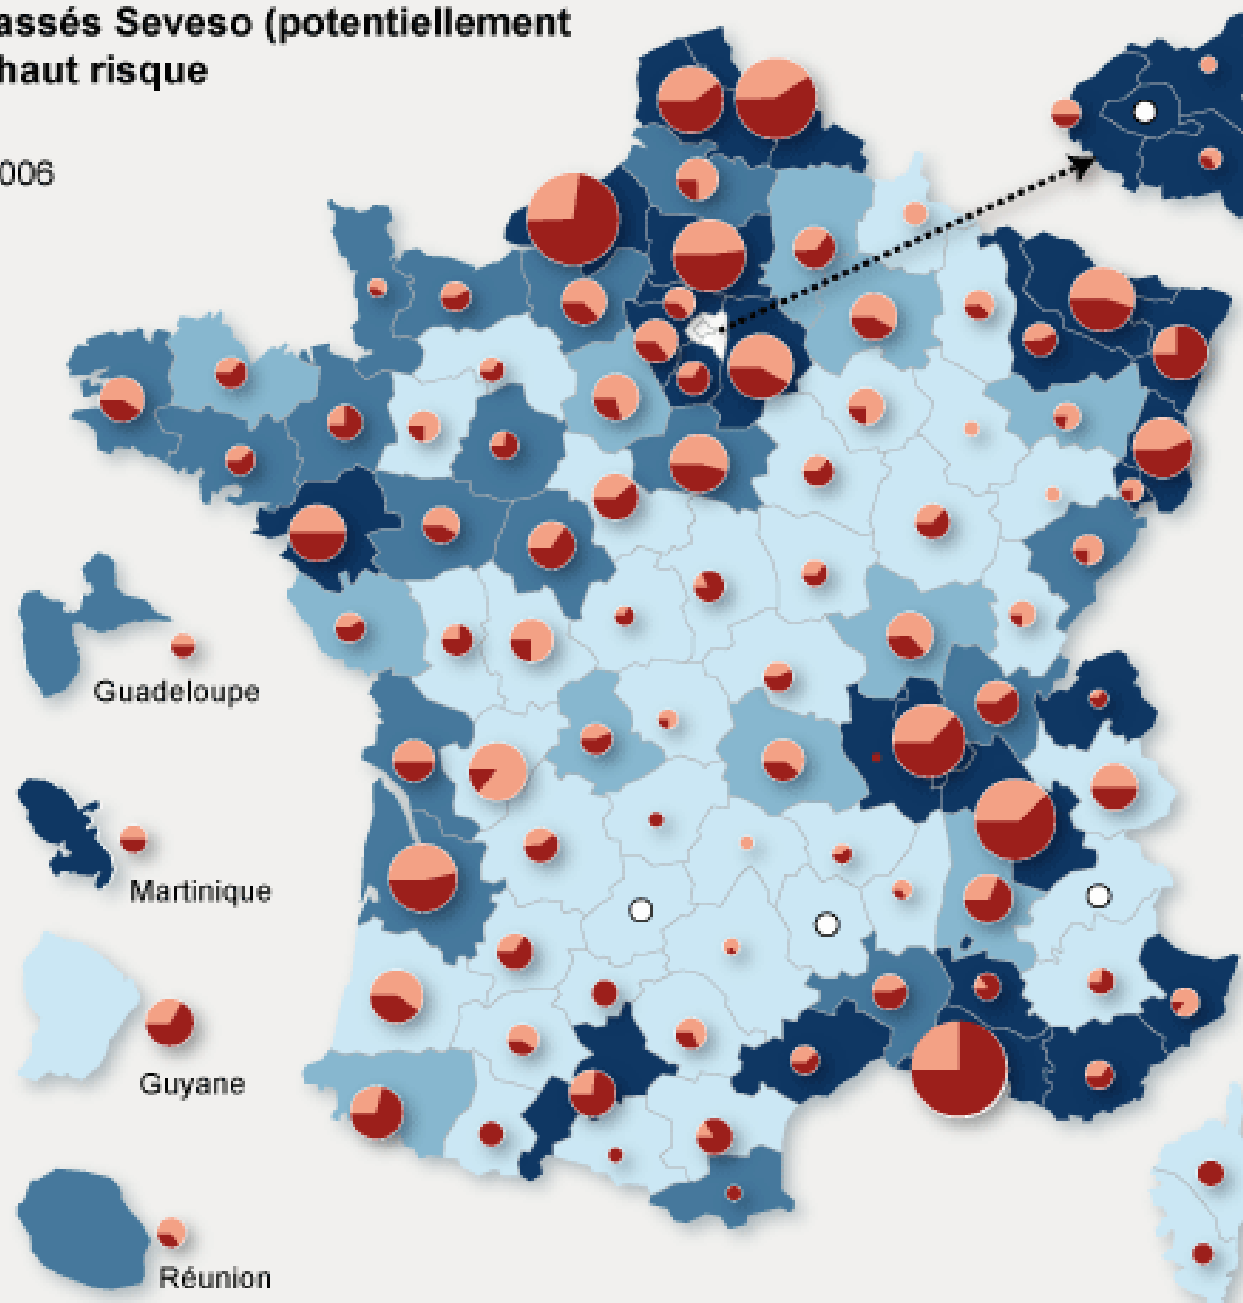 assés Seveso (potentiellement
haut risque
006
Guadeloupe
Martinique
Guyane
Réunion